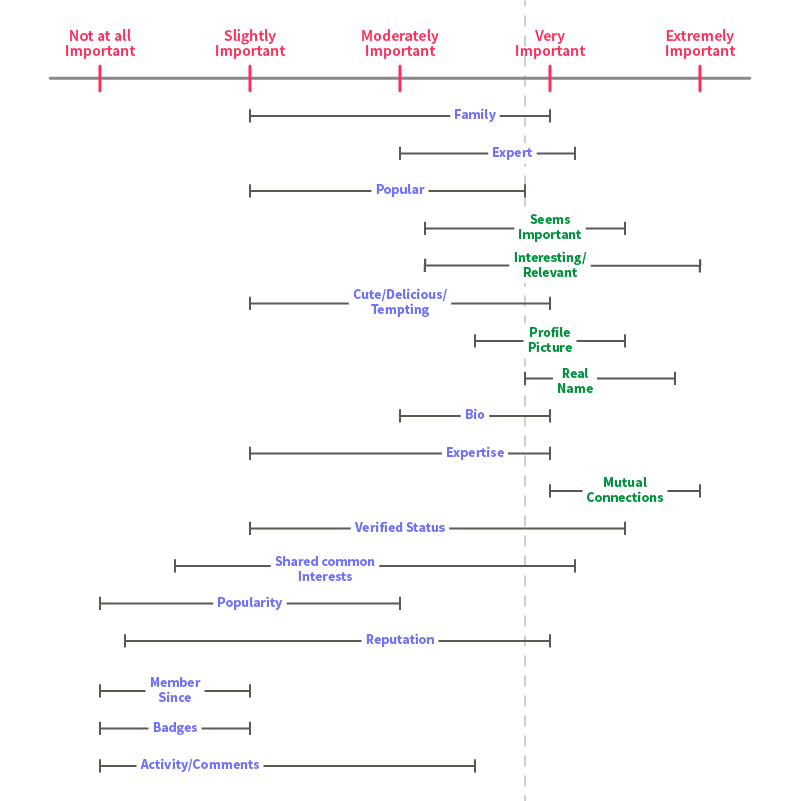 Not at all
Important
Slightly
Important
Moderately
Important
Very
Important
Extremely
Important
Family
Expert
Popular
Seems
Important
Interesting/
Relevant
Cute/Delicious/
Tempting
Profile
Picture
Real
Name
Bio
Expertise
Mutual
Connections
Verified Status
Shared common
Interests
Popularity
Reputation
Member
Since
Badges
Activity/Comments